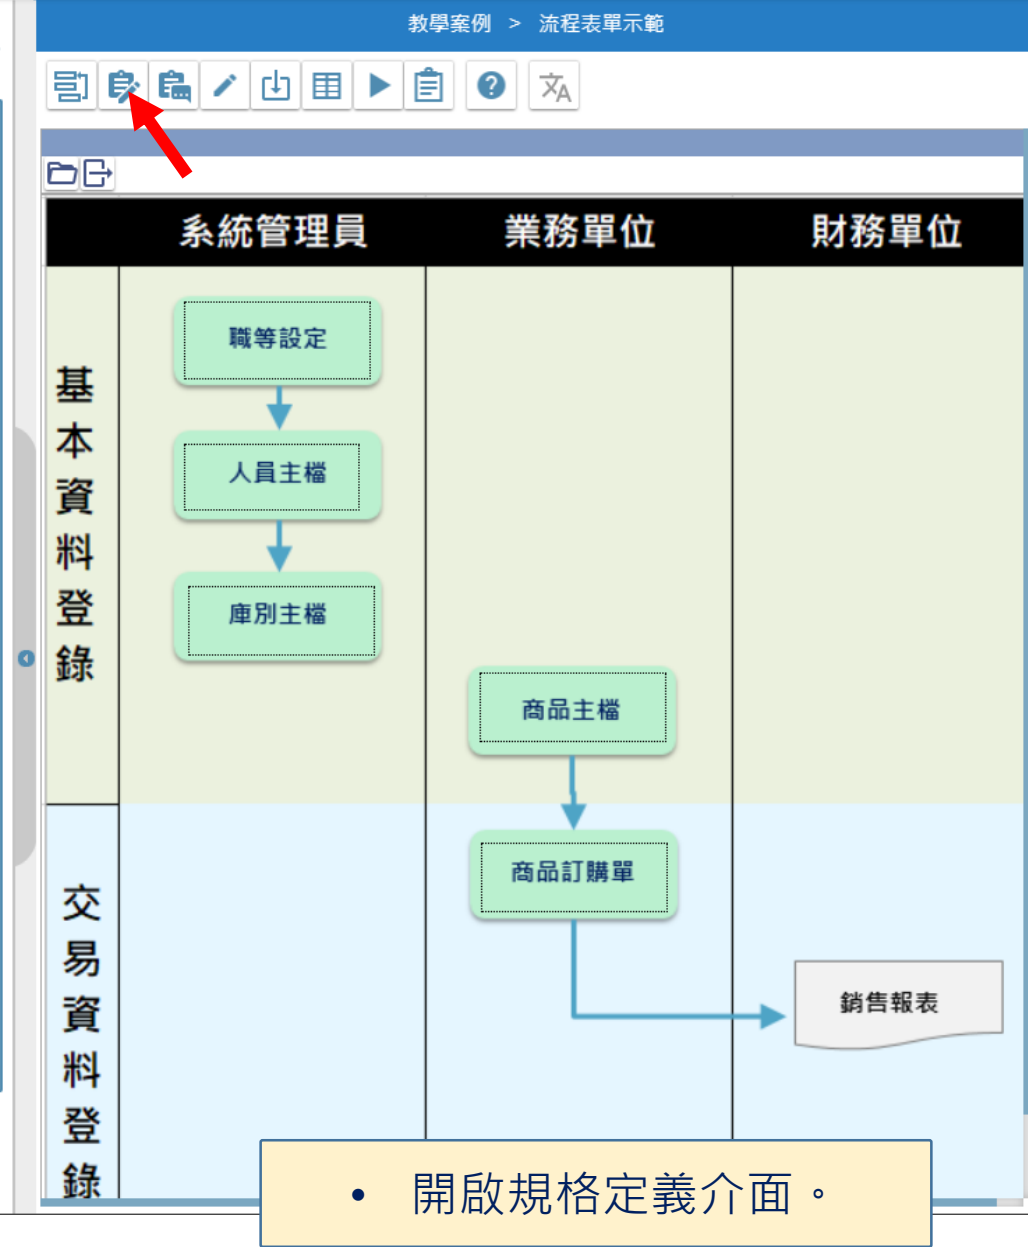 教學案例 > 流程表單示範
系統管理員 業務單位 財務單位
基本資料登錄
職等設定
人員主檔
庫別主檔
商品主檔
交易資料登錄
商品訂購單
銷售報表
• 開啟規格定義介面。